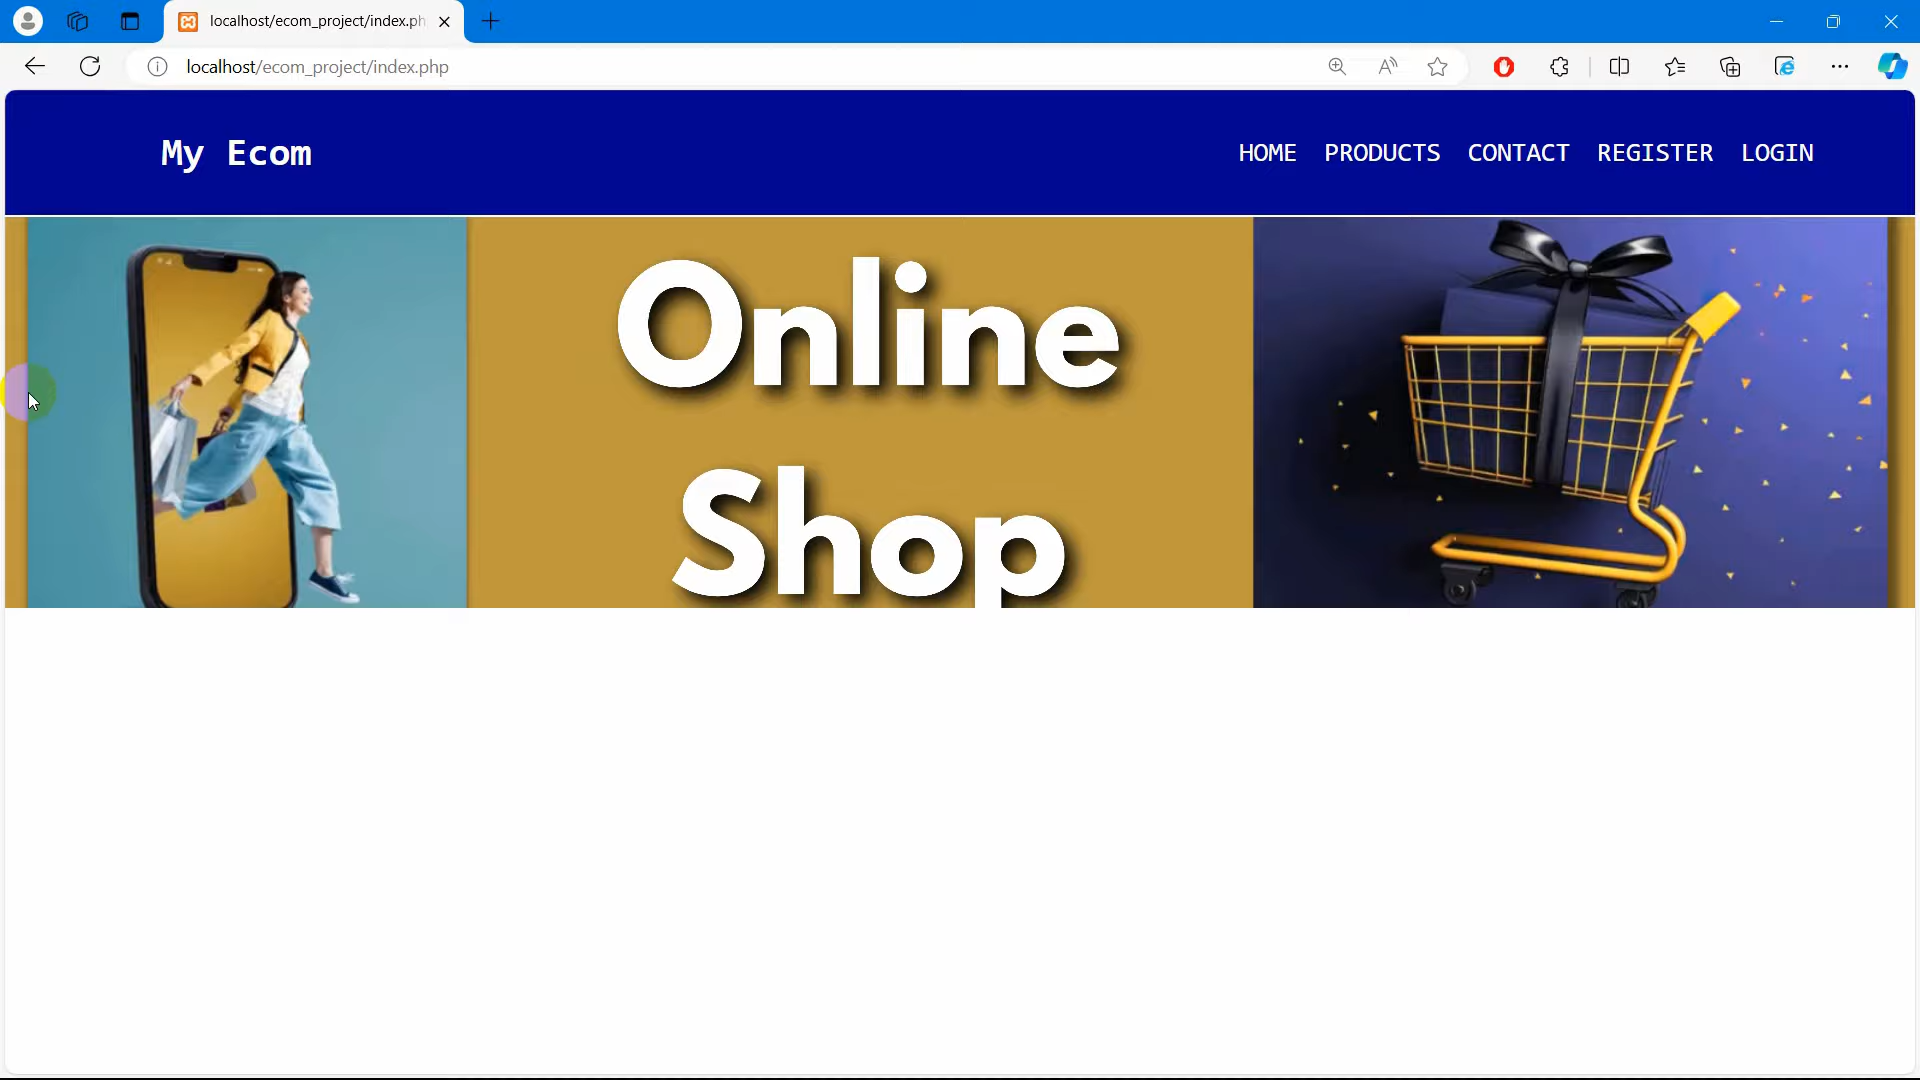 localhost/ecom_project/index.ph
localhost/ecom_project/index.php
My Ecom
HOME PRODUCTS CONTACT REGISTER LOGIN
Online
Shop